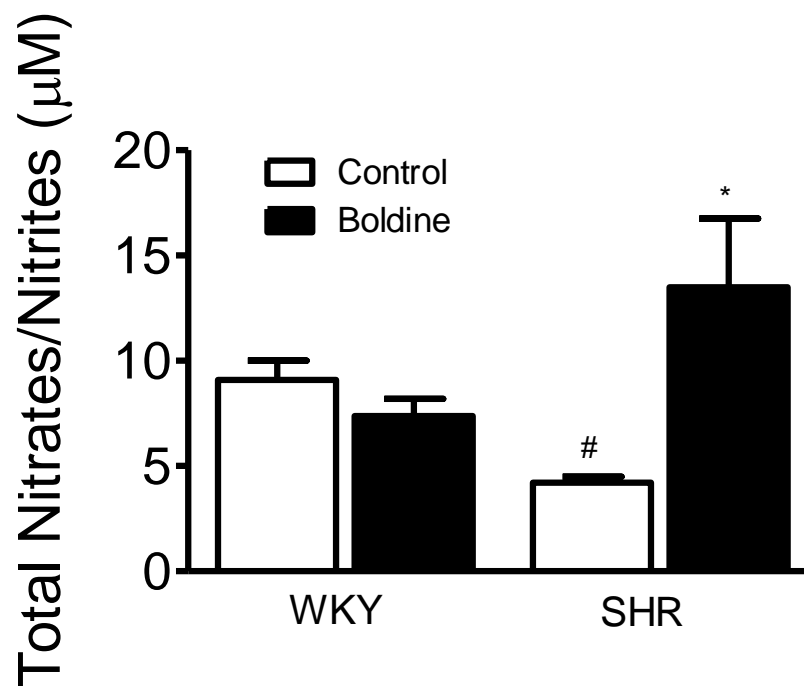 Total Nitrates/Nitrites (μM)
20
15
10
5
0
Control
Boldine
*
#
WKY
SHR